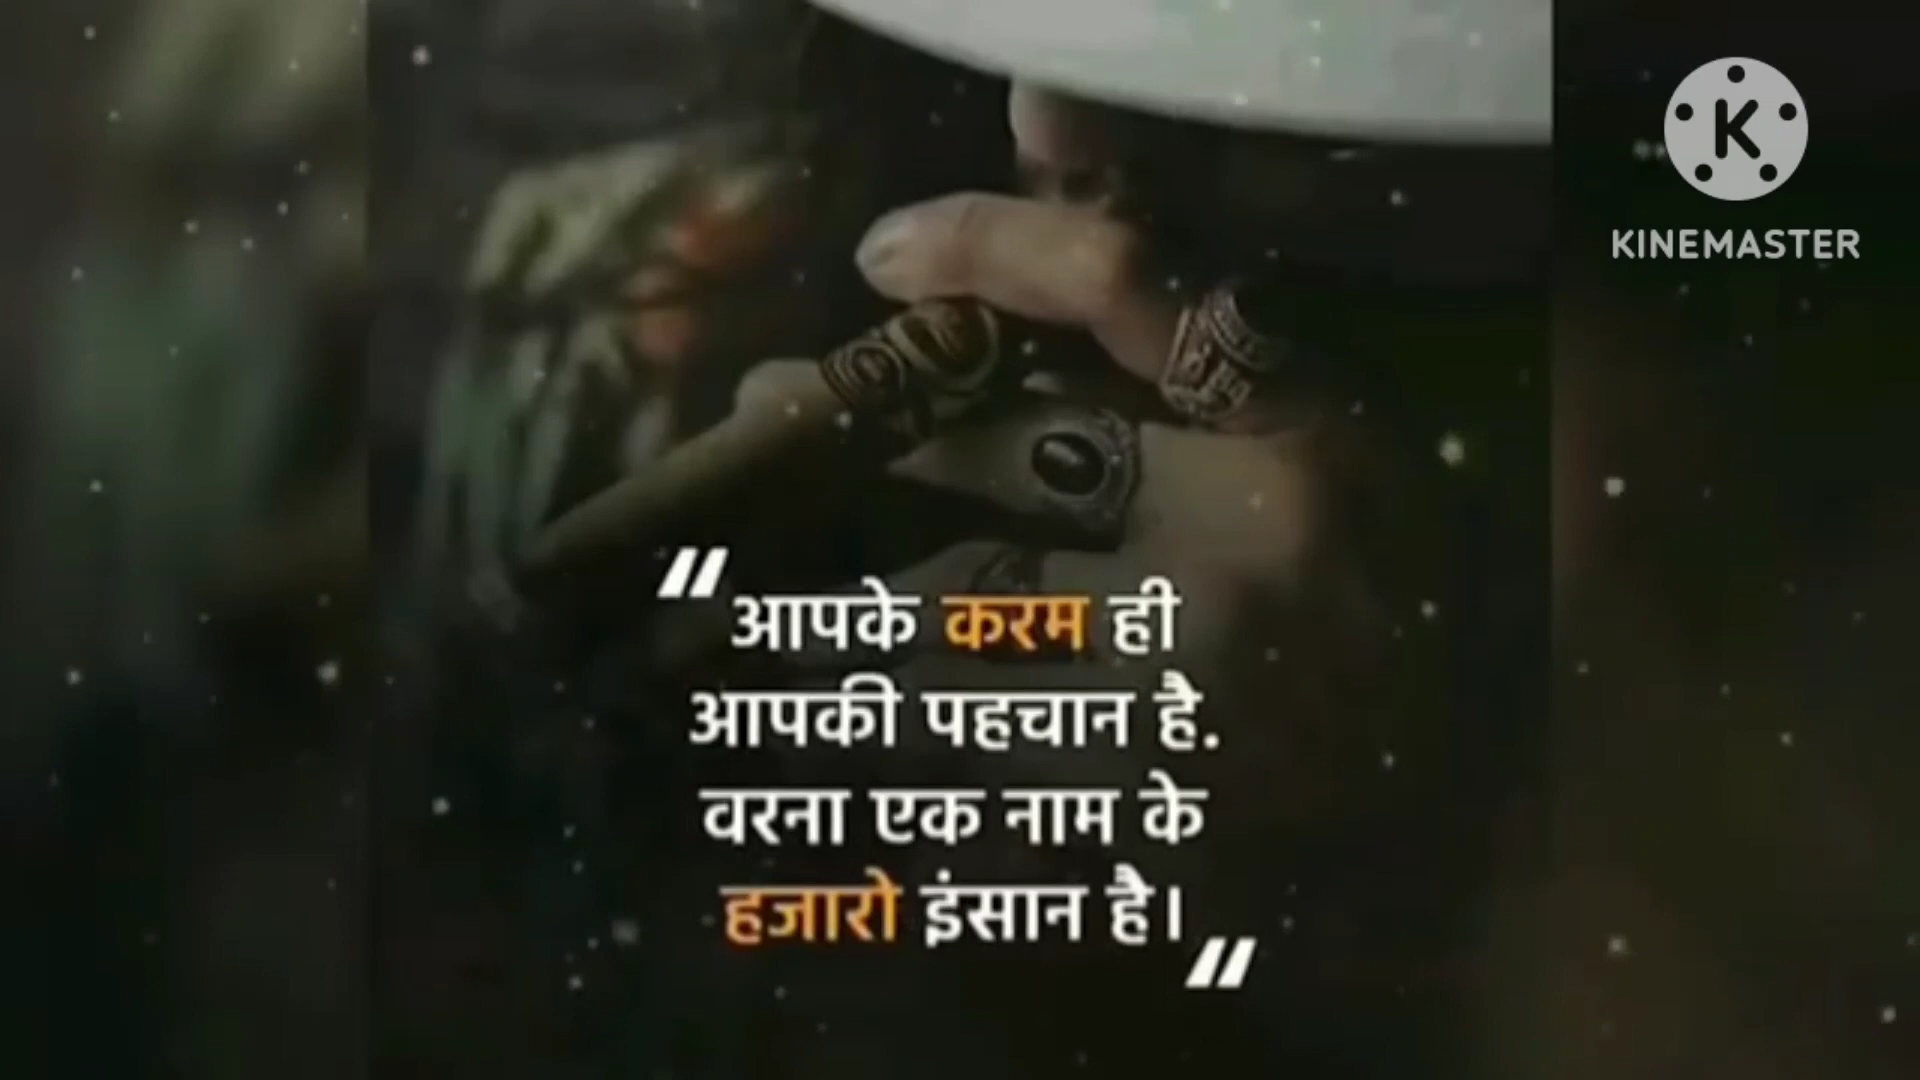 “आपके करम ही
आपकी पहचान है.
वरना एक नाम के
हजारो इंसान है।“
K
KINEMASTER